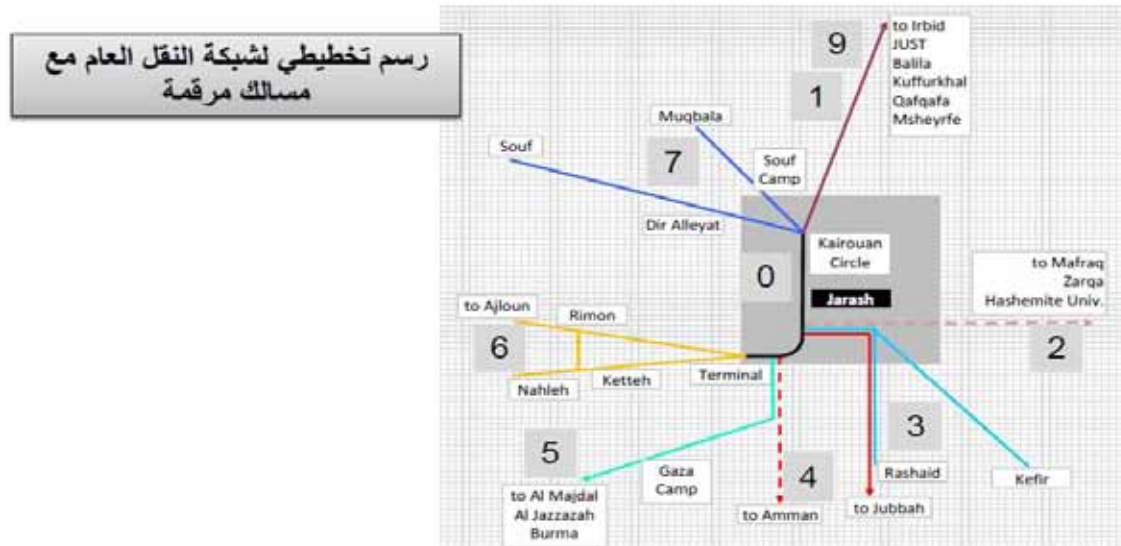 رسم تخطيطي لشبكة النقل العام مع
مسالك مرقمة
9
to Irbid
JUST
Balila
Kuffurkhal
Qafqafa
Msheyrfe
1
Muqbala
Souf
7
Souf
Camp
Dir Alleyat
Kairouan
Circle
0
Jarash
to Mafraq
Zarqa
Hashemite Univ.
to Ajloun
Rimon
6
2
Terminal
Ketteh
Nahleh
3
5
Gaza
Camp
4
Rashaid
Kefir
to Al Majdal
Al Jazzazah
Burma
to Amman
to Jubbah